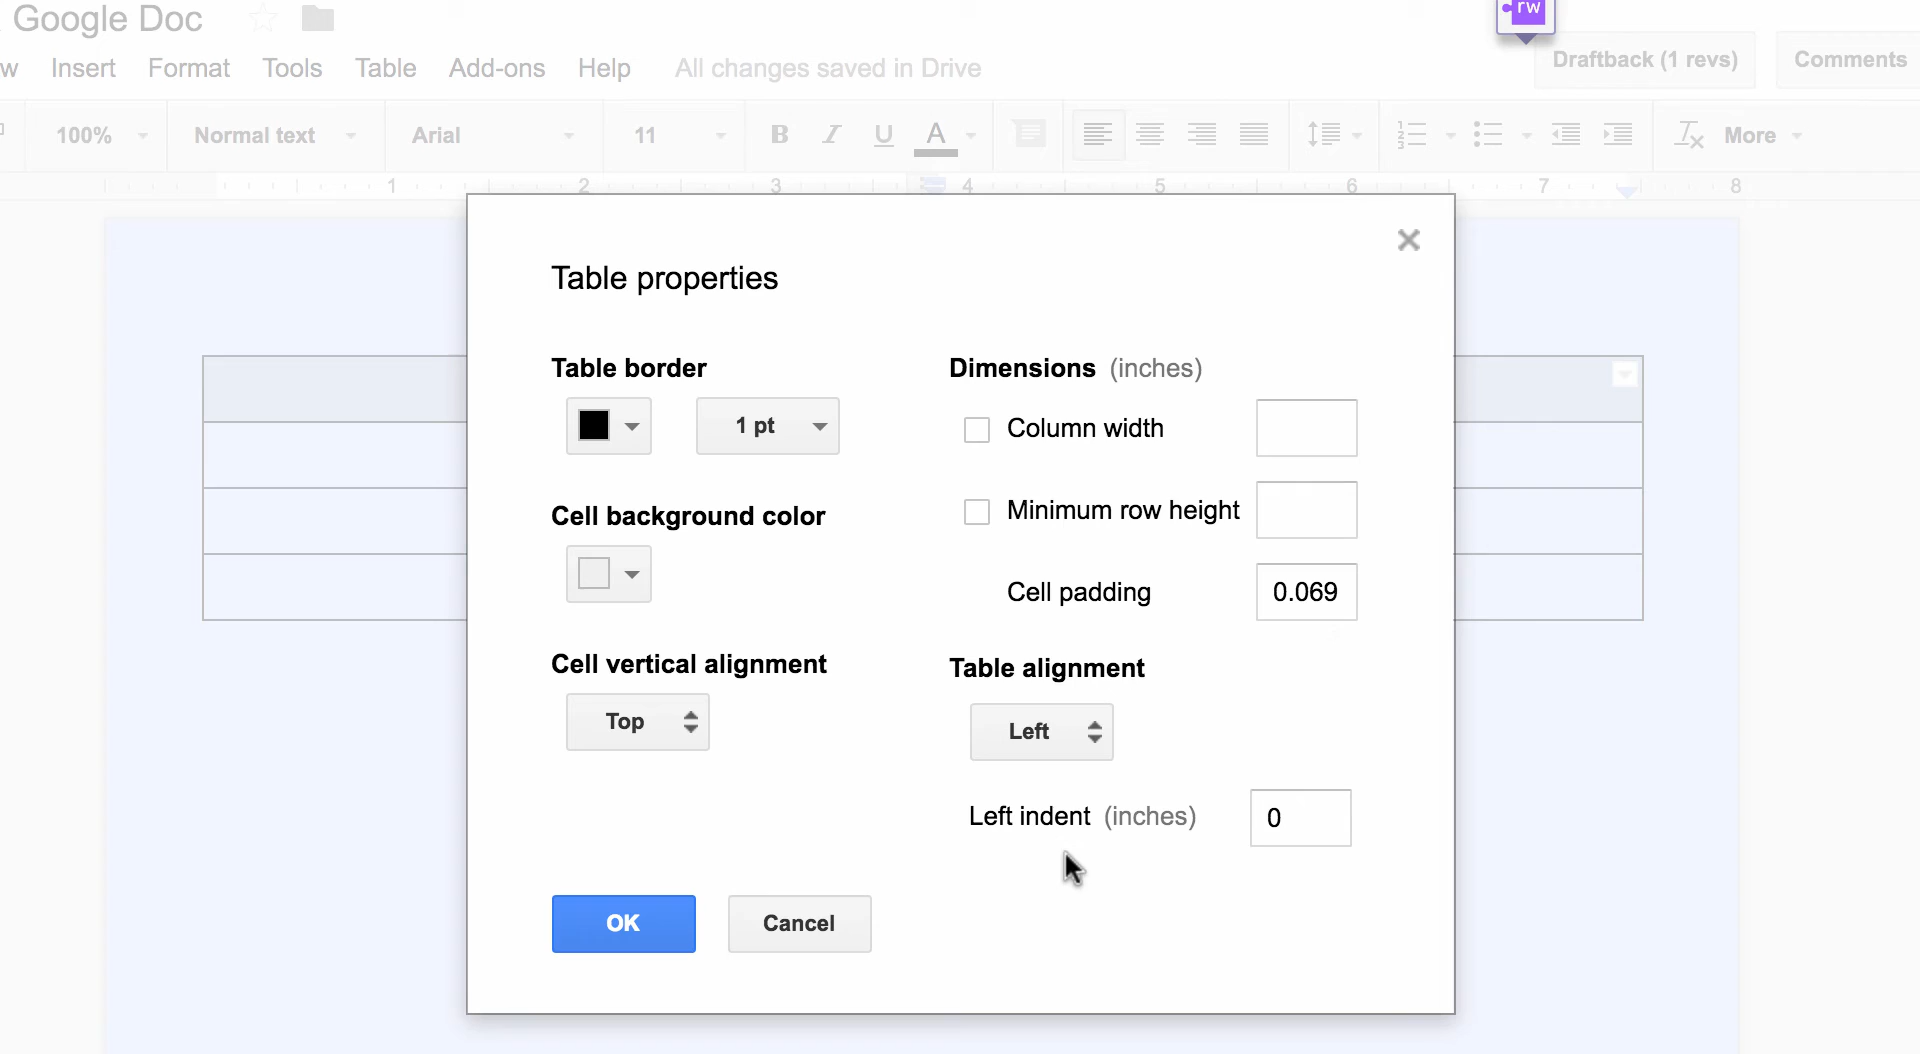 Google Doc
rw
w Insert Format Tools Table Add-ons Help All changes saved in Drive
Draftback (1 revs) Comments
100% Normal text Arial 11 B I U A More
1 2 3 4 5 6 7 8
Table properties
Table border
1 pt
Cell background color
Cell vertical alignment
Top
Dimensions (inches)
Column width
Minimum row height
Cell padding 0.069
Table alignment
Left
Left indent (inches) 0
OK Cancel